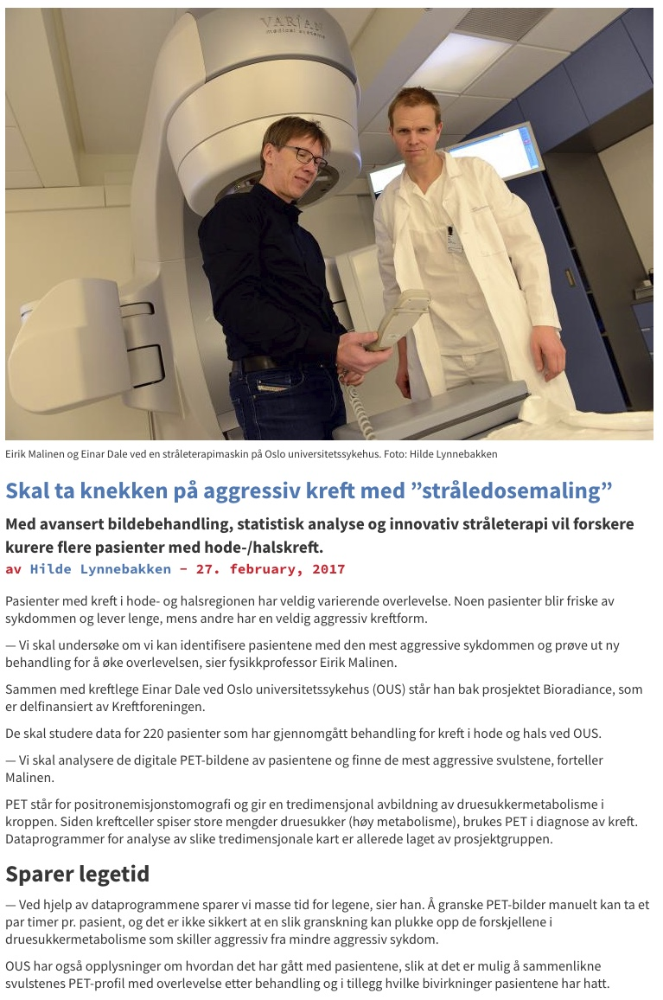 VARIAN
medical systems
Eirik Malinen og Einar Dale ved en stråleterapimaskin på Oslo universitetssykehus. Foto: Hilde Lynnebakken
Skal ta knekken på aggressiv kreft med ”stråledosemaling”
Med avansert bildebehandling, statistisk analyse og innovativ stråleterapi vil forskere
kurere flere pasienter med hode-/halskreft.
av Hilde Lynnebakken – 27. february, 2017
Pasienter med kreft i hode- og halsregionen har veldig varierende overlevelse. Noen pasienter blir friske av
sykdommen og lever lenge, mens andre har en veldig aggressiv kreftform.
— Vi skal undersøke om vi kan identifisere pasientene med den mest aggressive sykdommen og prøve ut ny
behandling for å øke overlevelsen, sier fysikkprofessor Eirik Malinen.
Sammen med kreftlege Einar Dale ved Oslo universitetssykehus (OUS) står han bak prosjektet Bioradiance, som
er delfinansiert av Kreftforeningen.
De skal studere data for 220 pasienter som har gjennomgått behandling for kreft i hode og hals ved OUS.
— Vi skal analysere de digitale PET-bildene av pasientene og finne de mest aggressive svulstene, forteller
Malinen.
PET står for positronemisjonstomografi og gir en tredimensjonal avbildning av druesukkermetabolisme i
kroppen. Siden kreftceller spiser store mengder druesukker (høy metabolisme), brukes PET i diagnose av kreft.
Dataprogrammer for analyse av slike tredimensjonale kart er allerede laget av prosjektgruppen.
Sparer legetid
— Ved hjelp av dataprogrammene sparer vi masse tid for legene, sier han. Å granske PET-bilder manuelt kan ta et
par timer pr. pasient, og det er ikke sikkert at en slik granskning kan plukke opp de forskjellene i
druesukkermetabolisme som skiller aggressiv fra mindre aggressiv sykdom.
OUS har også opplysninger om hvordan det har gått med pasientene, slik at det er mulig å sammenlikne
svulstenes PET-profil med overlevelse etter behandling og i tillegg hvilke bivirkninger pasientene har hatt.